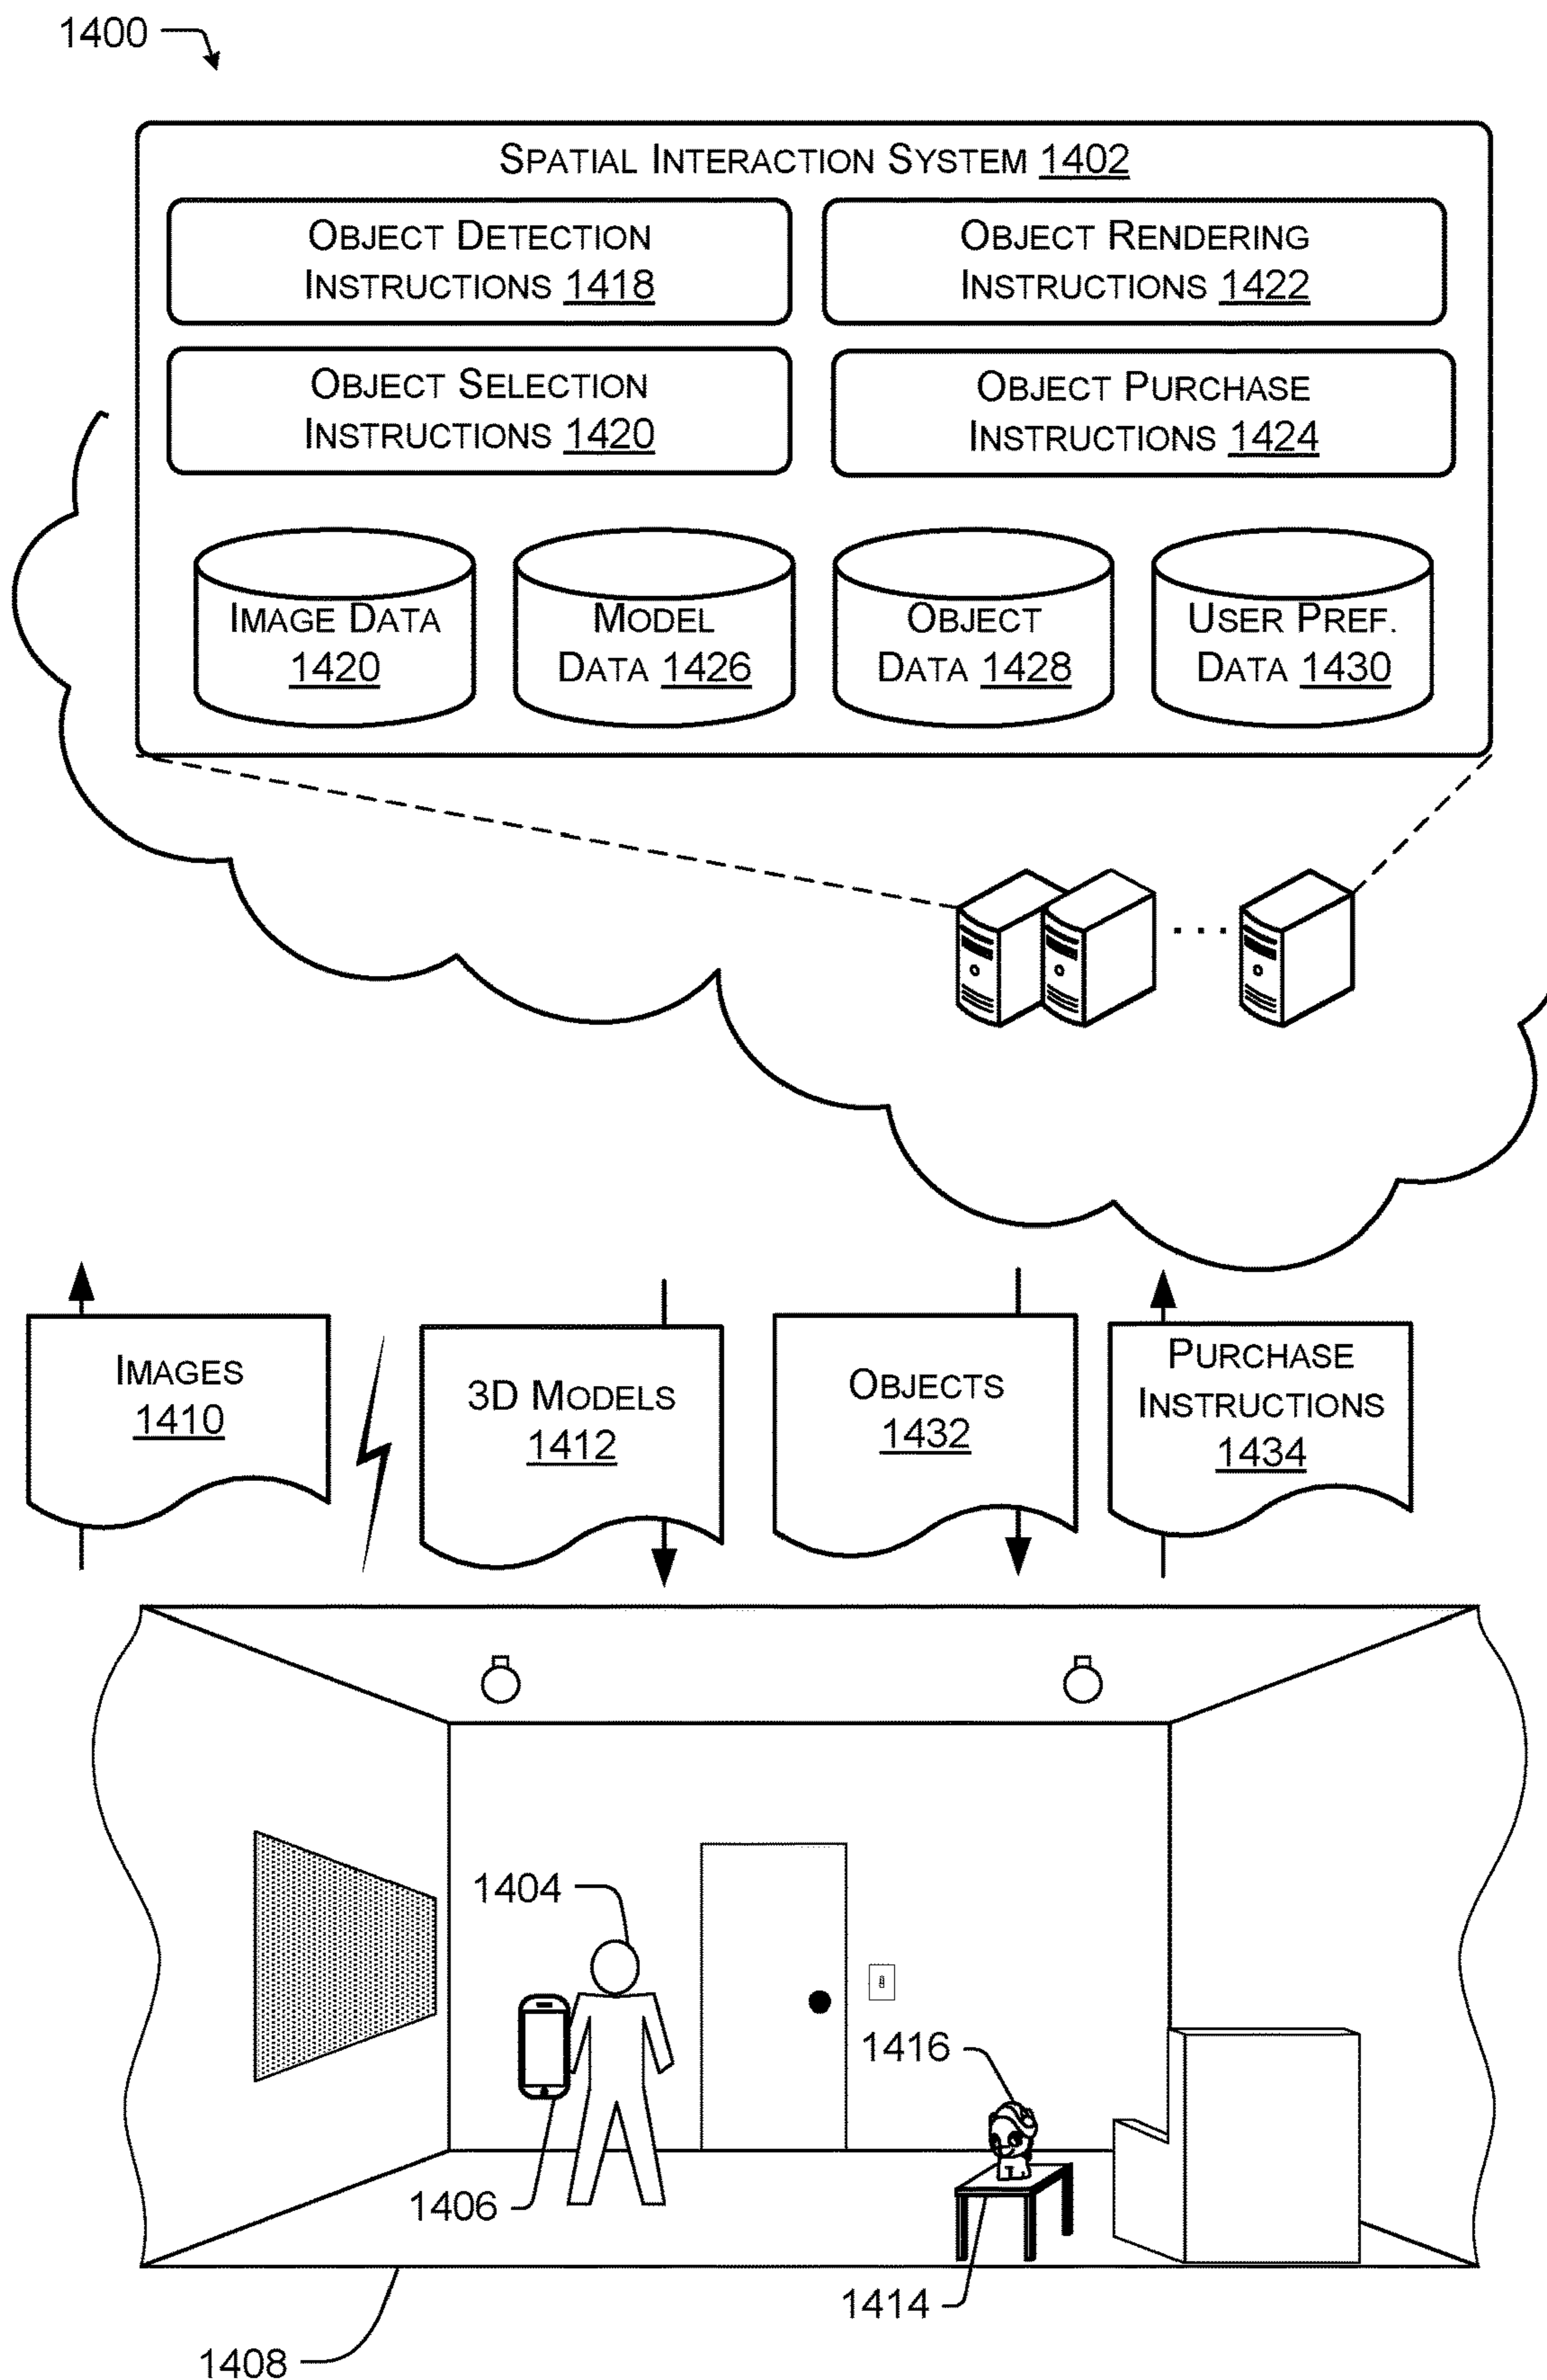 1400
SPATIAL INTERACTION SYSTEM 1402
OBJECT DETECTION
INSTRUCTIONS 1418
OBJECT RENDERING
INSTRUCTIONS 1422
OBJECT SELECTION
INSTRUCTIONS 1420
OBJECT PURCHASE
INSTRUCTIONS 1424
IMAGE DATA
1420
MODEL
DATA 1426
OBJECT
DATA 1428
USER PREF.
DATA 1430
...
IMAGES
1410
3D MODELS
1412
OBJECTS
1432
PURCHASE
INSTRUCTIONS
1434
1404
1416
1406
1414
1408